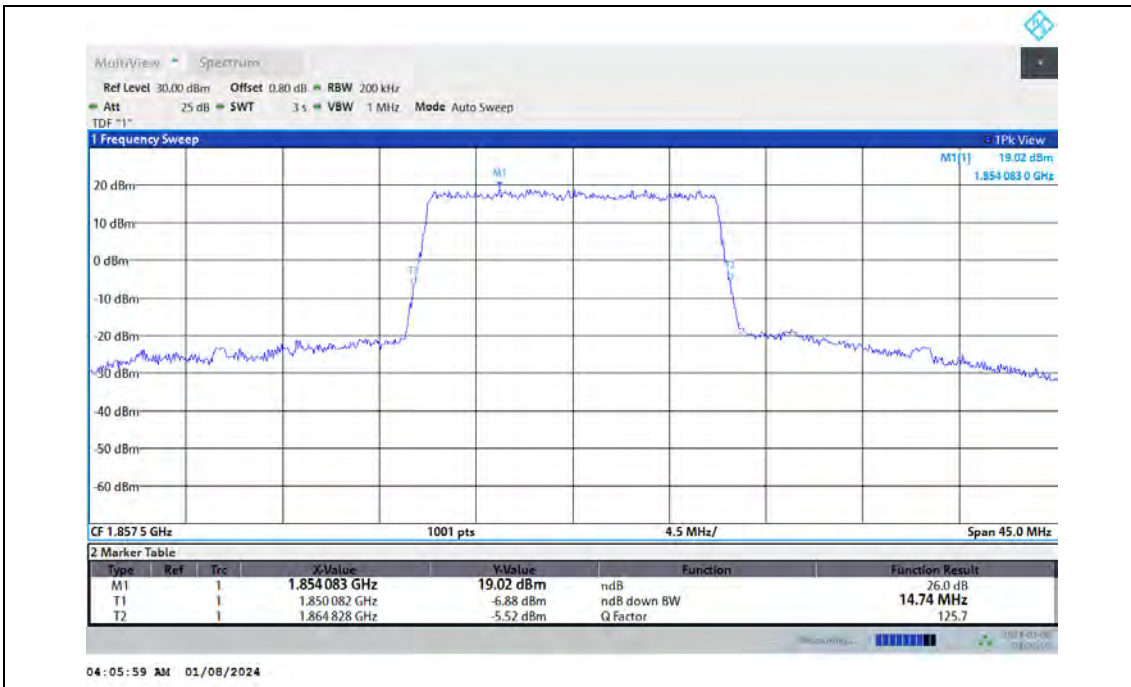 MultiView Spectrum
Ref Level 30.00 dBm Offset 0.80 dB RBW 200 kHz
Att 25 dB SWT 3 s VBW 1 MHz Mode Auto Sweep
TDF "1"
1 Frequency Sweep 1Pk View
M1[1] 19.02 dBm
1.854 083 0 GHz
M1
20 dBm
10 dBm
0 dBm
T1 T2
-10 dBm
-20 dBm
-30 dBm
-40 dBm
-50 dBm
-60 dBm
CF 1.857 5 GHz 1001 pts 4.5 MHz/ Span 45.0 MHz
2 Marker Table
Type Ref Trc X-Value Y-Value Function Function Result
M1 1 1.854 083 GHz 19.02 dBm ndB 26.0 dB
T1 1 1.850 082 GHz -6.88 dBm ndB down BW 14.74 MHz
T2 1 1.864 828 GHz -5.52 dBm Q Factor 125.7
Measuring...
04:05:59 AM 01/08/2024